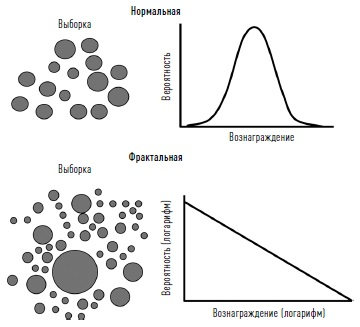 Нормальная
Выборка
Вероятность
Вознаграждение
Фрактальная
Выборка
Вероятность (логарифм)
Вознаграждение (логарифм)